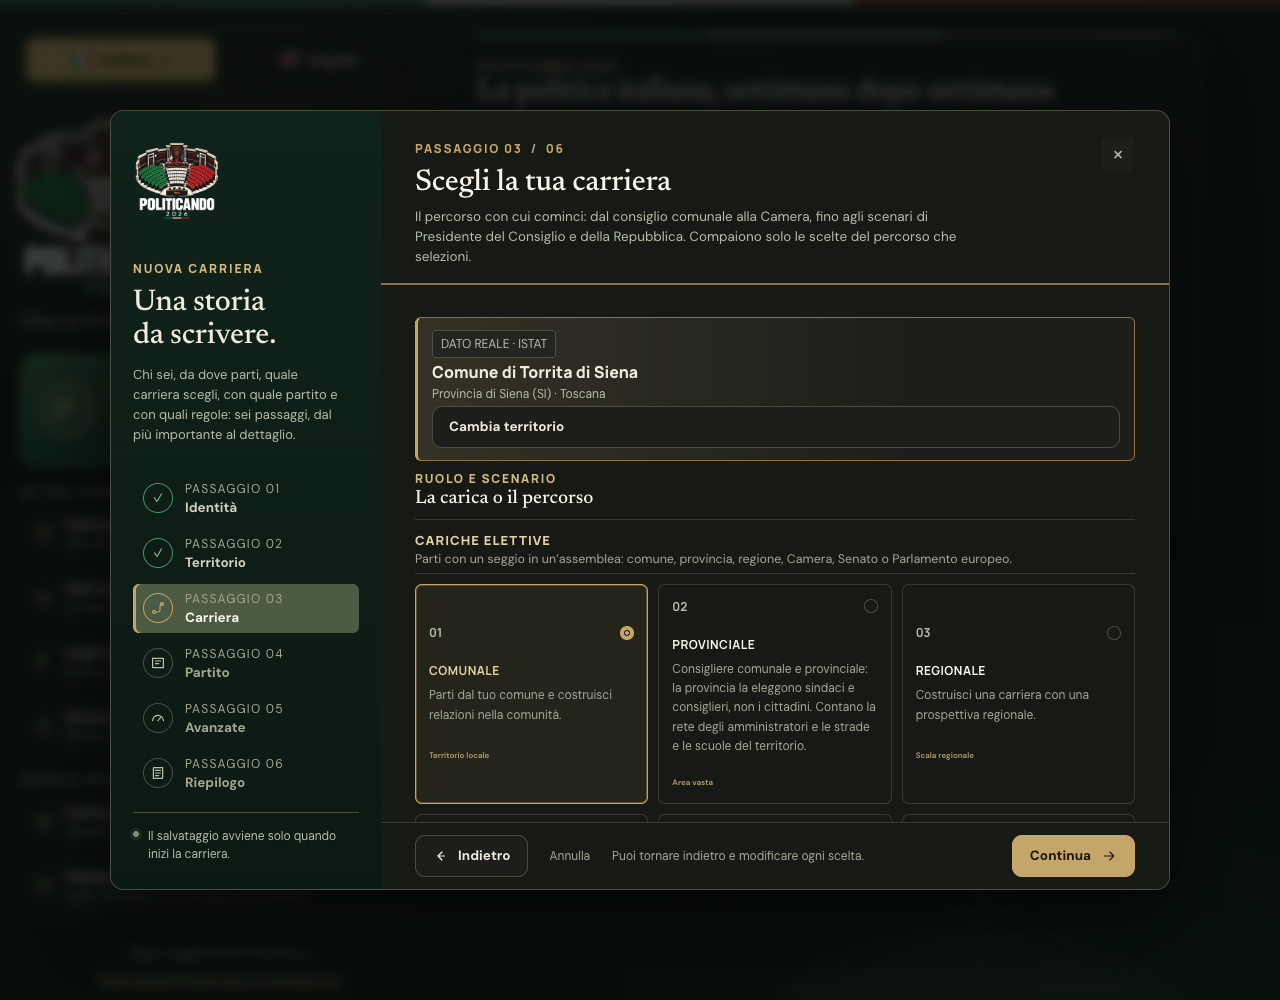 La politica italiana, settimana dopo settimana
POLITICANDO
2026
NUOVA CARRIERA
Una storia
da scrivere.
Chi sei, da dove parti, quale
carriera scegli, con quale partito e
con quali regole: sei passaggi, dal
più importante al dettaglio.
PASSAGGIO 01
Identità
PASSAGGIO 02
Territorio
PASSAGGIO 03
Carriera
PASSAGGIO 04
Partito
PASSAGGIO 05
Avanzate
PASSAGGIO 06
Riepilogo
Il salvataggio avviene solo quando
inizi la carriera.
PASSAGGIO 03 / 06
Scegli la tua carriera
Il percorso con cui cominci: dal consiglio comunale alla Camera, fino agli scenari di
Presidente del Consiglio e della Repubblica. Compaiono solo le scelte del percorso che
selezioni.
DATO REALE · ISTAT
Comune di Torrita di Siena
Provincia di Siena (SI) · Toscana
Cambia territorio
RUOLO E SCENARIO
La carica o il percorso
CARICHE ELETTIVE
Parti con un seggio in un’assemblea: comune, provincia, regione, Camera, Senato o Parlamento europeo.
01
COMUNALE
Parti dal tuo comune e costruisci
relazioni nella comunità.
Territorio locale
02
PROVINCIALE
Consigliere comunale e provinciale:
la provincia la eleggono sindaci e
consiglieri, non i cittadini. Contano la
rete degli amministratori e le strade
e le scuole del territorio.
Area vasta
03
REGIONALE
Costruisci una carriera con una
prospettiva regionale.
Scala regionale
Indietro
Annulla
Puoi tornare indietro e modificare ogni scelta.
Continua